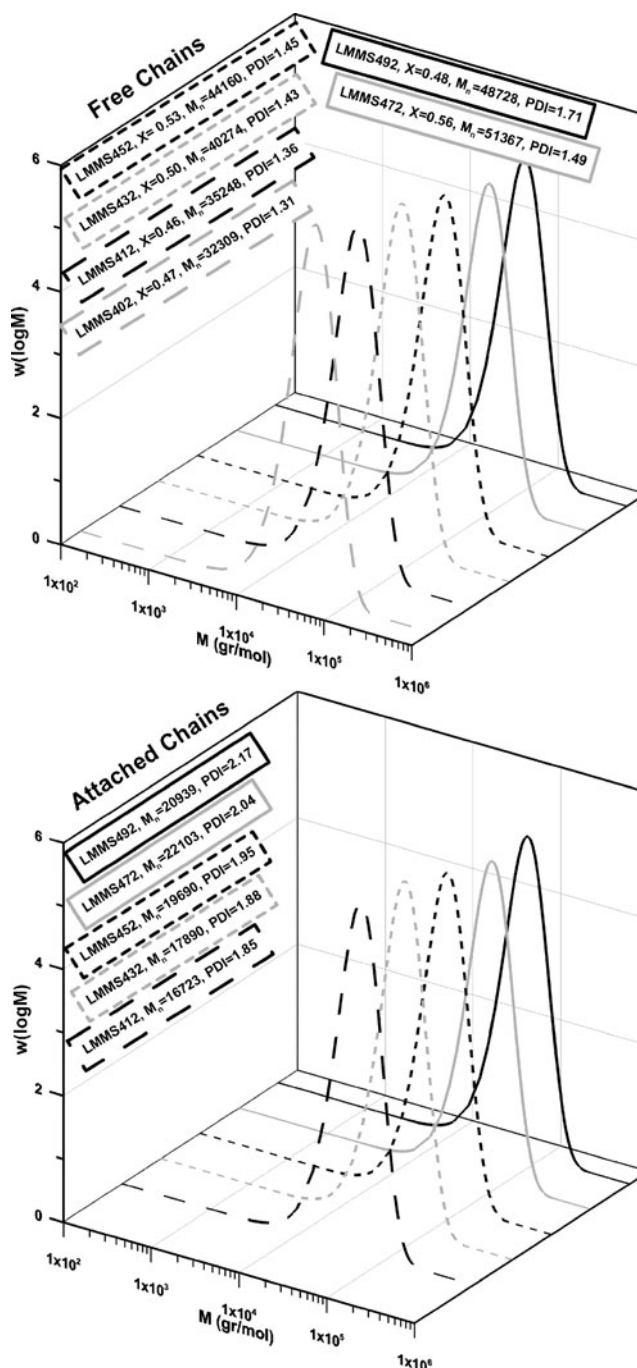 Free Chains
LMMS492, X=0.48, Mn=48728, PDI=1.71
LMMS472, X=0.56, Mn=51367, PDI=1.49
LMMS452, X= 0.53, Mn=44160, PDI=1.45
LMMS432, X=0.50, Mn=40274, PDI=1.43
LMMS412, X=0.46, Mn=35248, PDI=1.36
LMMS402, X=0.47, Mn=32309, PDI=1.31
6
4
2
0
w(logM)
1x10²
1x10³
1x10⁴
1x10⁵
1x10⁶
M (gr/mol)
Attached Chains
LMMS492, Mn=20939, PDI=2.17
LMMS472, Mn=22103, PDI=2.04
LMMS452, Mn=19690, PDI=1.95
LMMS432, Mn=17890, PDI=1.88
LMMS412, Mn=16723, PDI=1.85
6
4
2
0
w(logM)
1x10²
1x10³
1x10⁴
1x10⁵
1x10⁶
M (gr/mol)